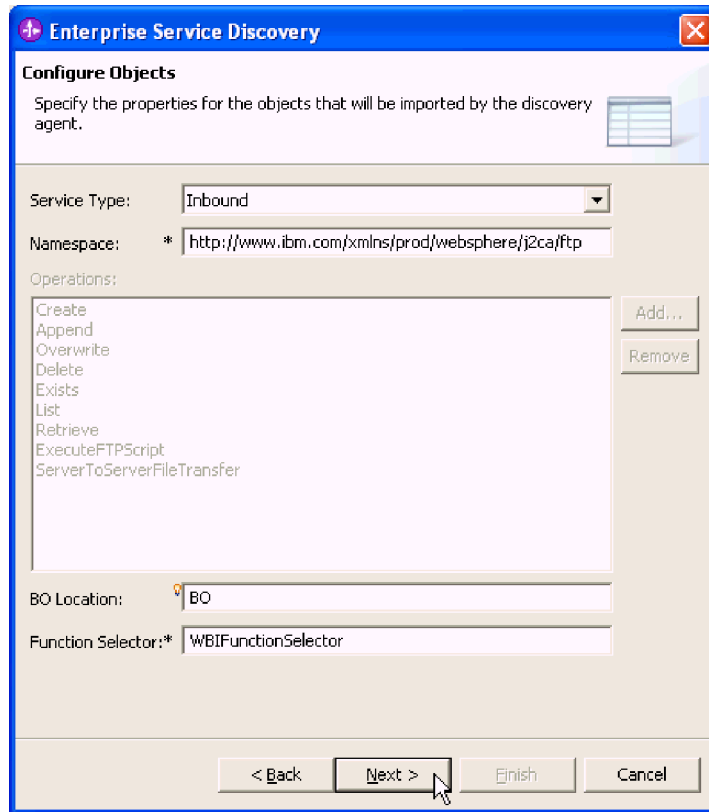 Enterprise Service Discovery
Configure Objects
Specify the properties for the objects that will be imported by the discovery
agent.
Service Type: Inbound
Namespace: * http://www.ibm.com/xmlns/prod/websphere/j2ca/ftp
Operations:
Create
Append
Overwrite
Delete
Exists
List
Retrieve
ExecuteFTPScript
ServerToServerFileTransfer
Add...
Remove
BO Location: BO
Function Selector:* WBIFunctionSelector
< Back Next > Finish Cancel